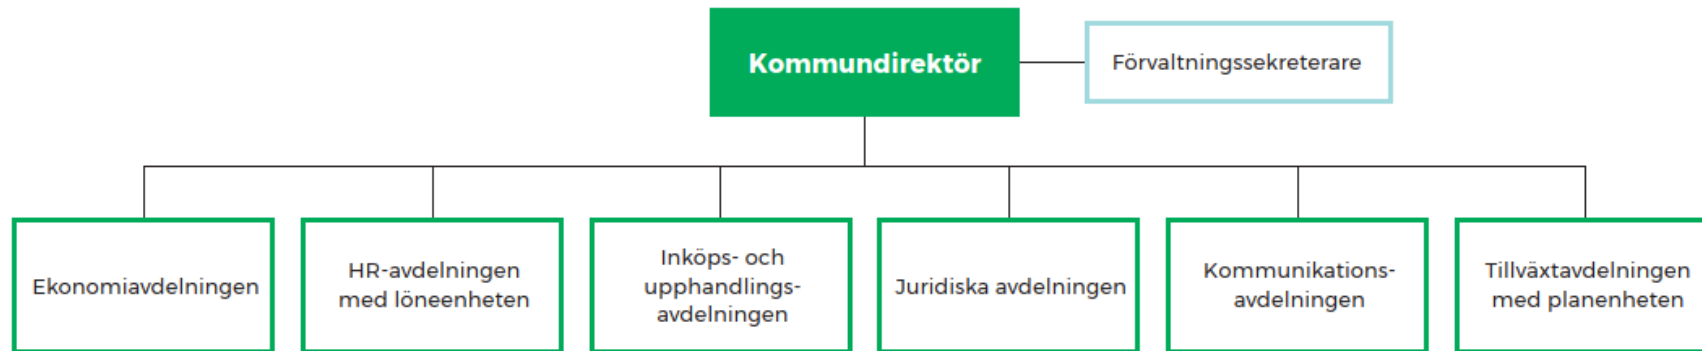 Kommundirektör
Förvaltningssekreterare
Ekonomiavdelningen
HR-avdelningen
med löneenheten
Inköps- och
upphandlings-
avdelningen
Juridiska avdelningen
Kommunikations-
avdelningen
Tillväxtavdelningen
med planenheten